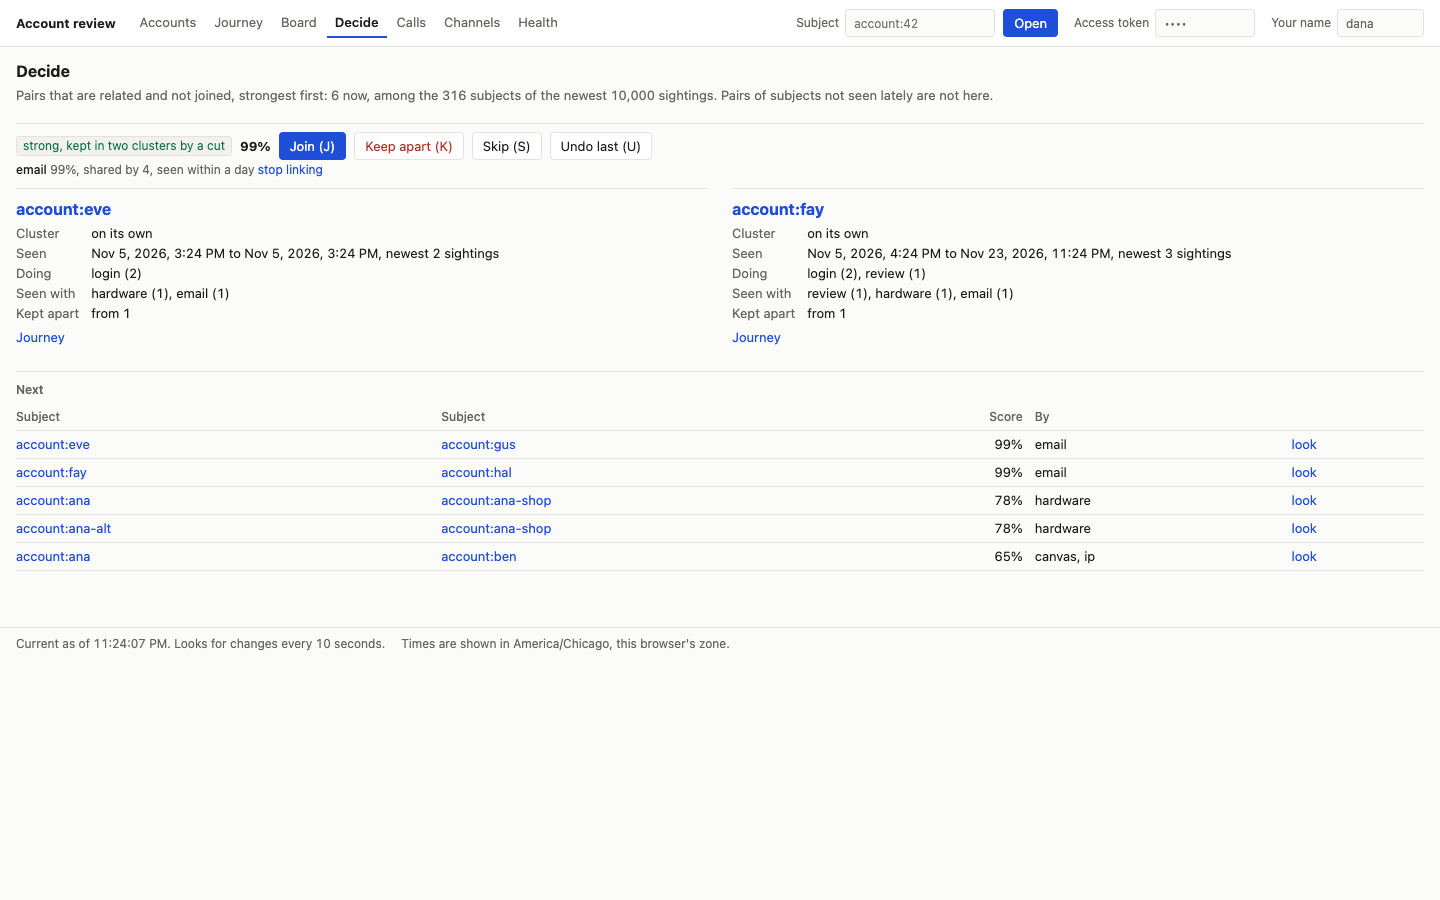 Account review Accounts Journey Board Decide Calls Channels Health Subject account:42 Open Access token •••• Your name dana
Decide
Pairs that are related and not joined, strongest first: 6 now, among the 316 subjects of the newest 10,000 sightings. Pairs of subjects not seen lately are not here.
strong, kept in two clusters by a cut 99% Join (J) Keep apart (K) Skip (S) Undo last (U)
email 99%, shared by 4, seen within a day stop linking
account:eve
Cluster on its own
Seen Nov 5, 2026, 3:24 PM to Nov 5, 2026, 3:24 PM, newest 2 sightings
Doing login (2)
Seen with hardware (1), email (1)
Kept apart from 1
Journey
account:fay
Cluster on its own
Seen Nov 5, 2026, 4:24 PM to Nov 23, 2026, 11:24 PM, newest 3 sightings
Doing login (2), review (1)
Seen with review (1), hardware (1), email (1)
Kept apart from 1
Journey
Next
Subject Subject Score By
account:eve account:gus 99% email look
account:fay account:hal 99% email look
account:ana account:ana-shop 78% hardware look
account:ana-alt account:ana-shop 78% hardware look
account:ana account:ben 65% canvas, ip look
Current as of 11:24:07 PM. Looks for changes every 10 seconds. Times are shown in America/Chicago, this browser's zone.